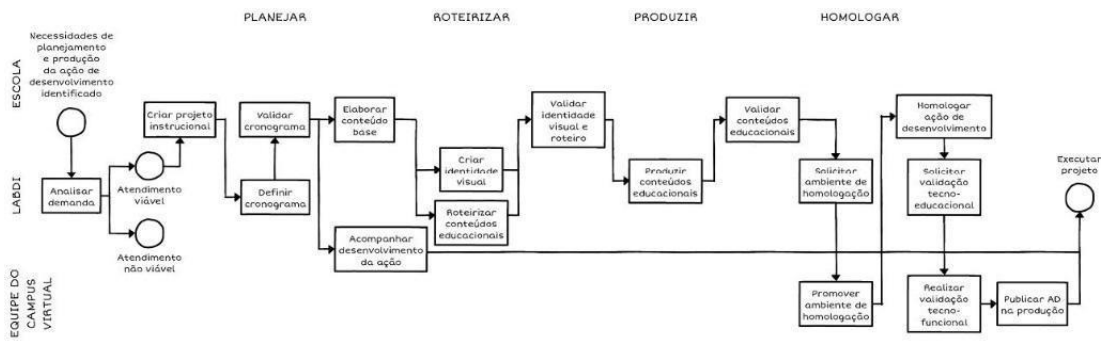 PLANEJAR
ROTEIRIZAR
PRODUZIR
HOMOLOGAR
ESCOLA
LABDI
EQUIPE DO
CAMPUS
VIRTUAL
Necessidades de
planejamento
e produção
da ação de
desenvolvimento
identificado
Analisar
demanda
Atendimento
viável
Atendimento
não viável
Criar projeto
instrucional
Validar
cronograma
Definir
cronograma
Elaborar
conteúdo
base
Acompanhar
desenvolvimento
da ação
Criar
identidade
visual
Roteirizar
conteúdos
educacionais
Validar
identidade
visual e
roteiro
Produzir
conteúdos
educacionais
Validar
conteúdos
educacionais
Solicitar
ambiente de
homologação
Promover
ambiente de
homologação
Homologar
ação de
desenvolvimento
Solicitar
validação
tecno-
educacional
Realizar
validação
tecno-
funcional
Publicar AD
na produção
Executar
projeto